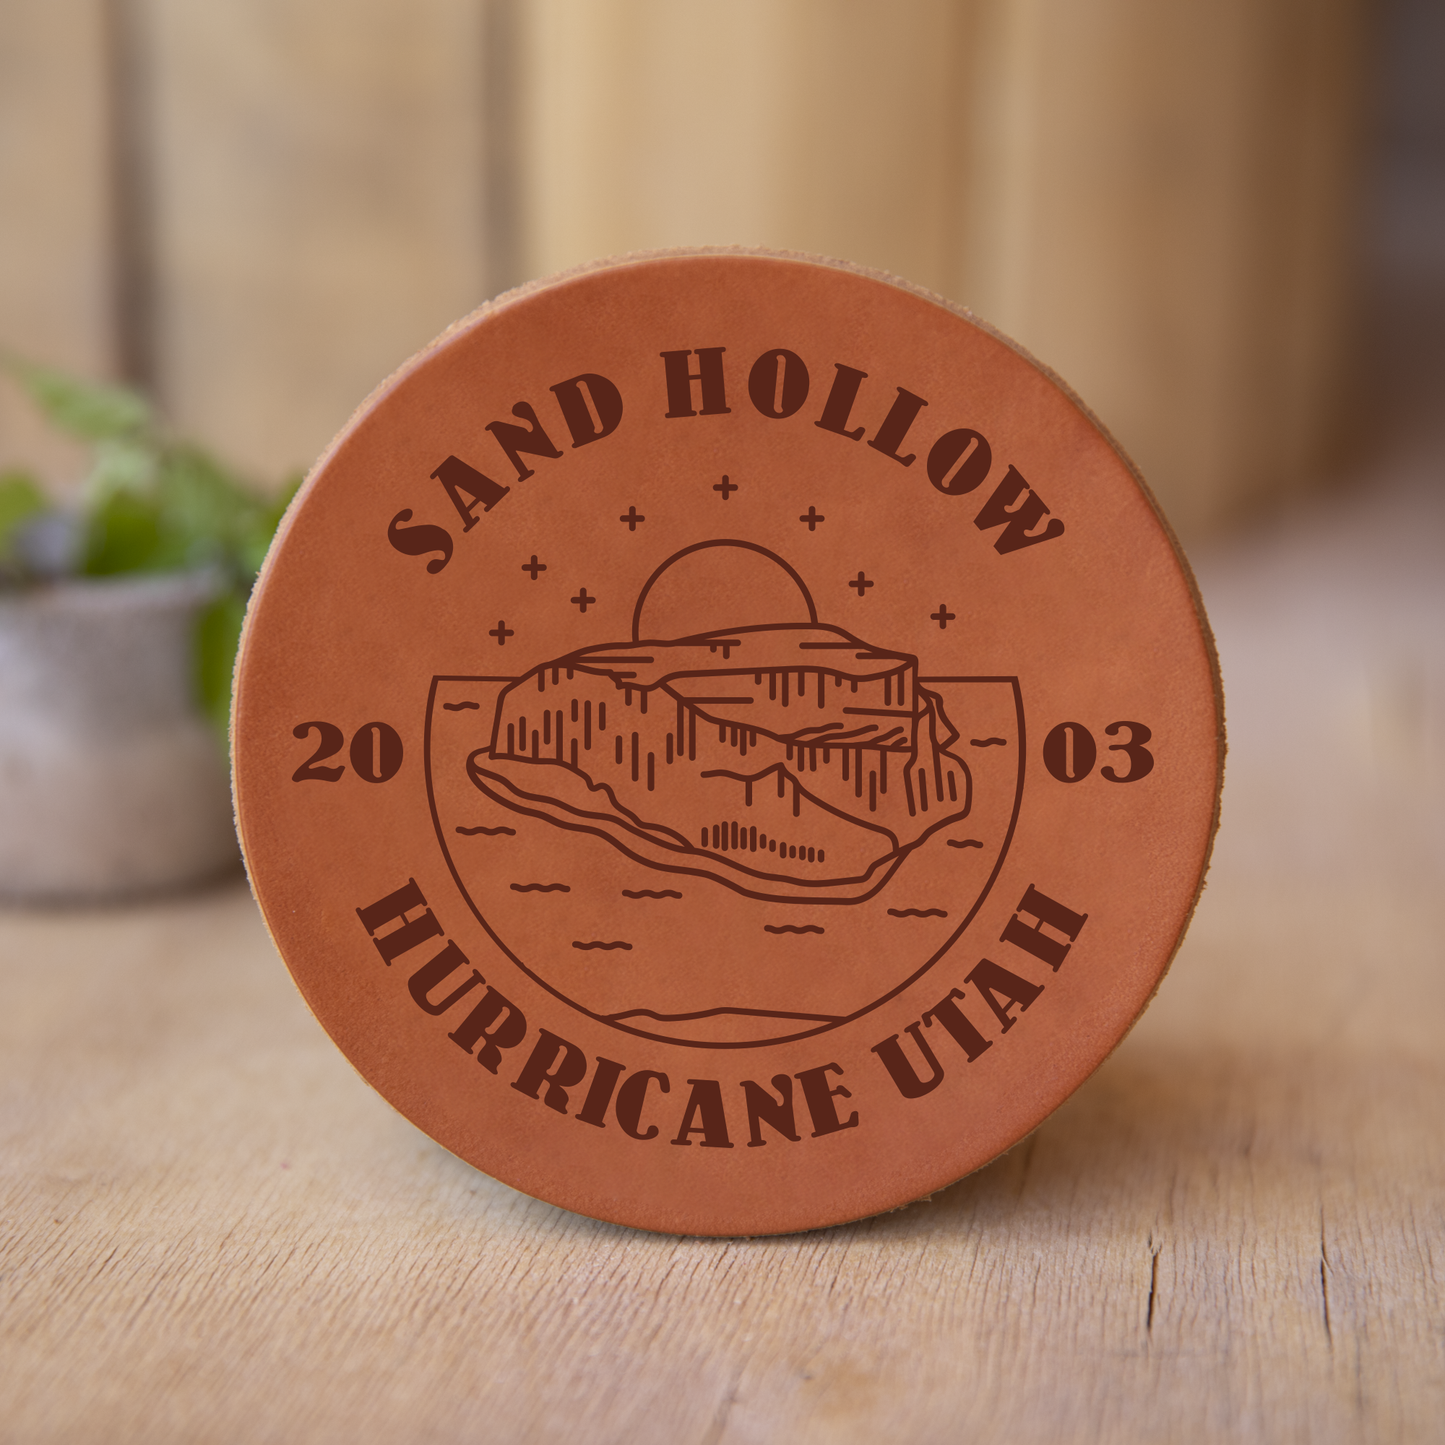 SAND HOLLOW
20 03
HURRICANE UTAH